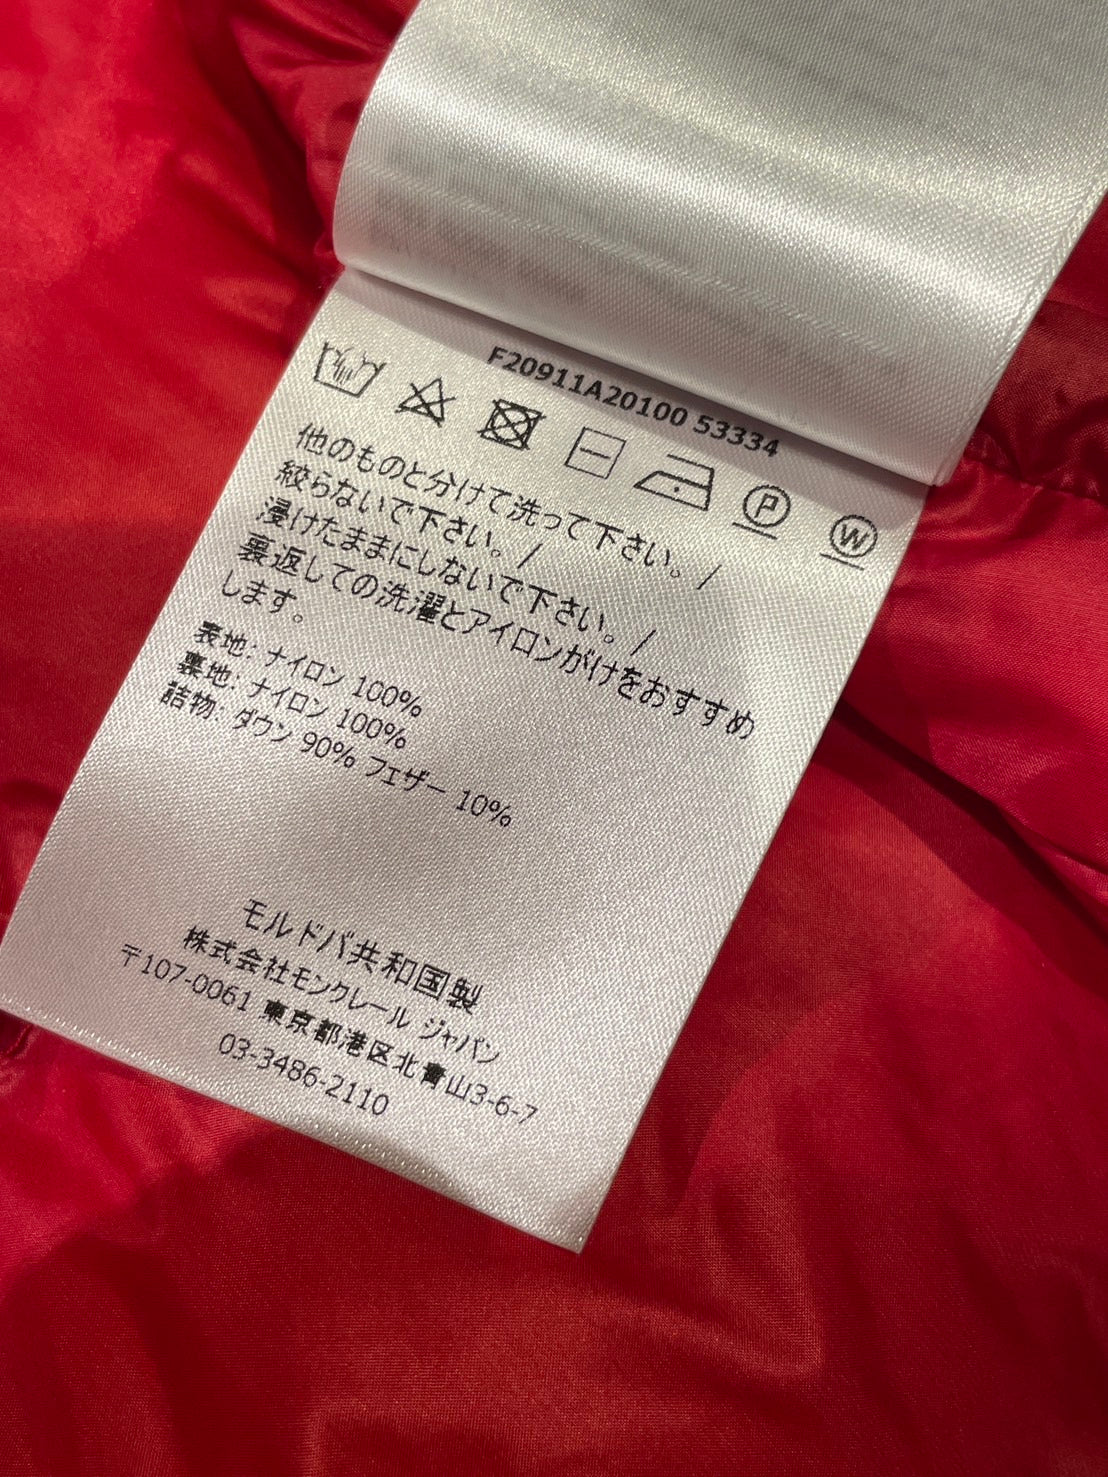 F20911A20100 53334
P
W
他のものと分けて洗って下さい。/
絞らないで下さい。/
浸けたままにしないで下さい。/
裏返しての洗濯とアイロンがけをおすすめ
します。
表地: ナイロン 100%
裏地: ナイロン 100%
詰物: ダウン 90% フェザー 10%
モルドバ共和国製
株式会社モンクレール ジャパン
〒107-0061 東京都港区北青山3-6-7
03-3486-2110